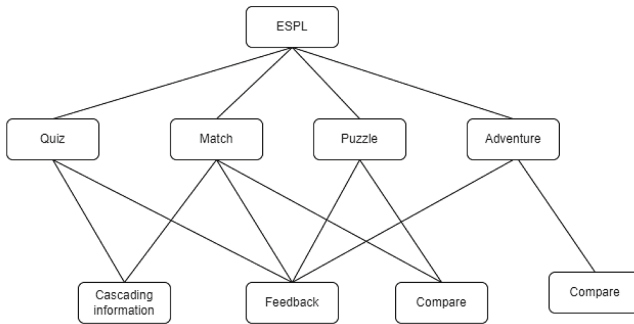 ESPL
Quiz
Match
Puzzle
Adventure
Cascading
information
Feedback
Compare
Compare